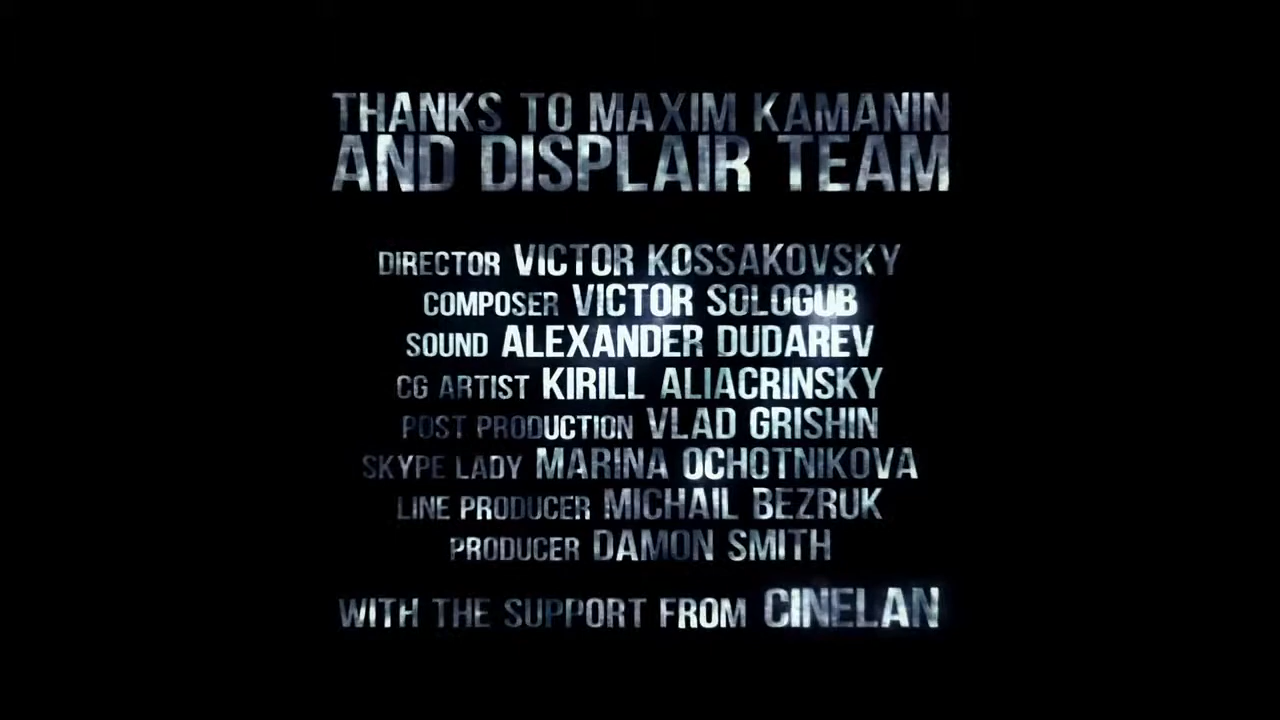 THANKS TO MAXIM KAMANIN
AND DISPLAIR TEAM
DIRECTOR VICTOR KOSSAKOVSKY
COMPOSER VICTOR SOLOGUB
SOUND ALEXANDER DUDAREV
CG ARTIST KIRILL ALIACRINSKY
POST PRODUCTION VLAD GRISHIN
SKYPE LADY MARINA OCHOTNIKOVA
LINE PRODUCER MICHAIL BEZRUK
PRODUCER DAMON SMITH
WITH THE SUPPORT FROM CINELAN